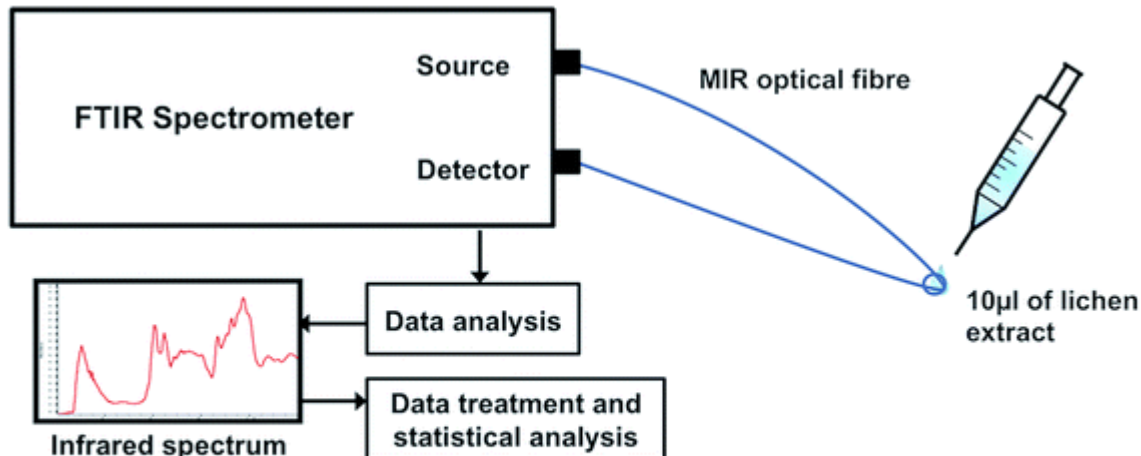 Source
MIR optical fibre
FTIR Spectrometer
Detector
10µl of lichen
extract
Data analysis
Data treatment and
statistical analysis
Infrared spectrum